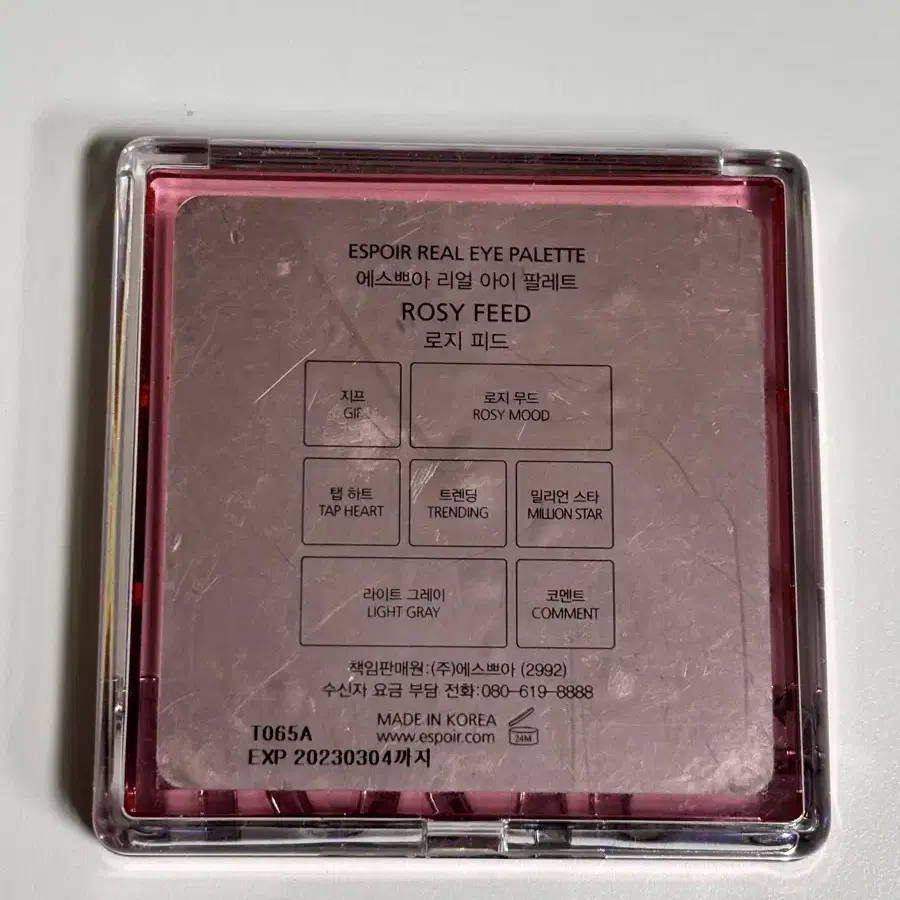 ESPOIR REAL EYE PALETTE
에스쁘아 리얼 아이 팔레트
ROSY FEED
로지 피드
지프
로지 무드
ROSY MOOD
탭 하트
TAP HEART
트렌딩
TRENDING
밀리언 스타
MILLION STAR
라이트 그레이
LIGHT GRAY
코멘트
COMMENT
책임판매원:(주)에스쁘아 (2992)
수신자 요금 부담 전화:080-619-8888
MADE IN KOREA
www.espoir.com
24M
T065A
EXP 20230304까지